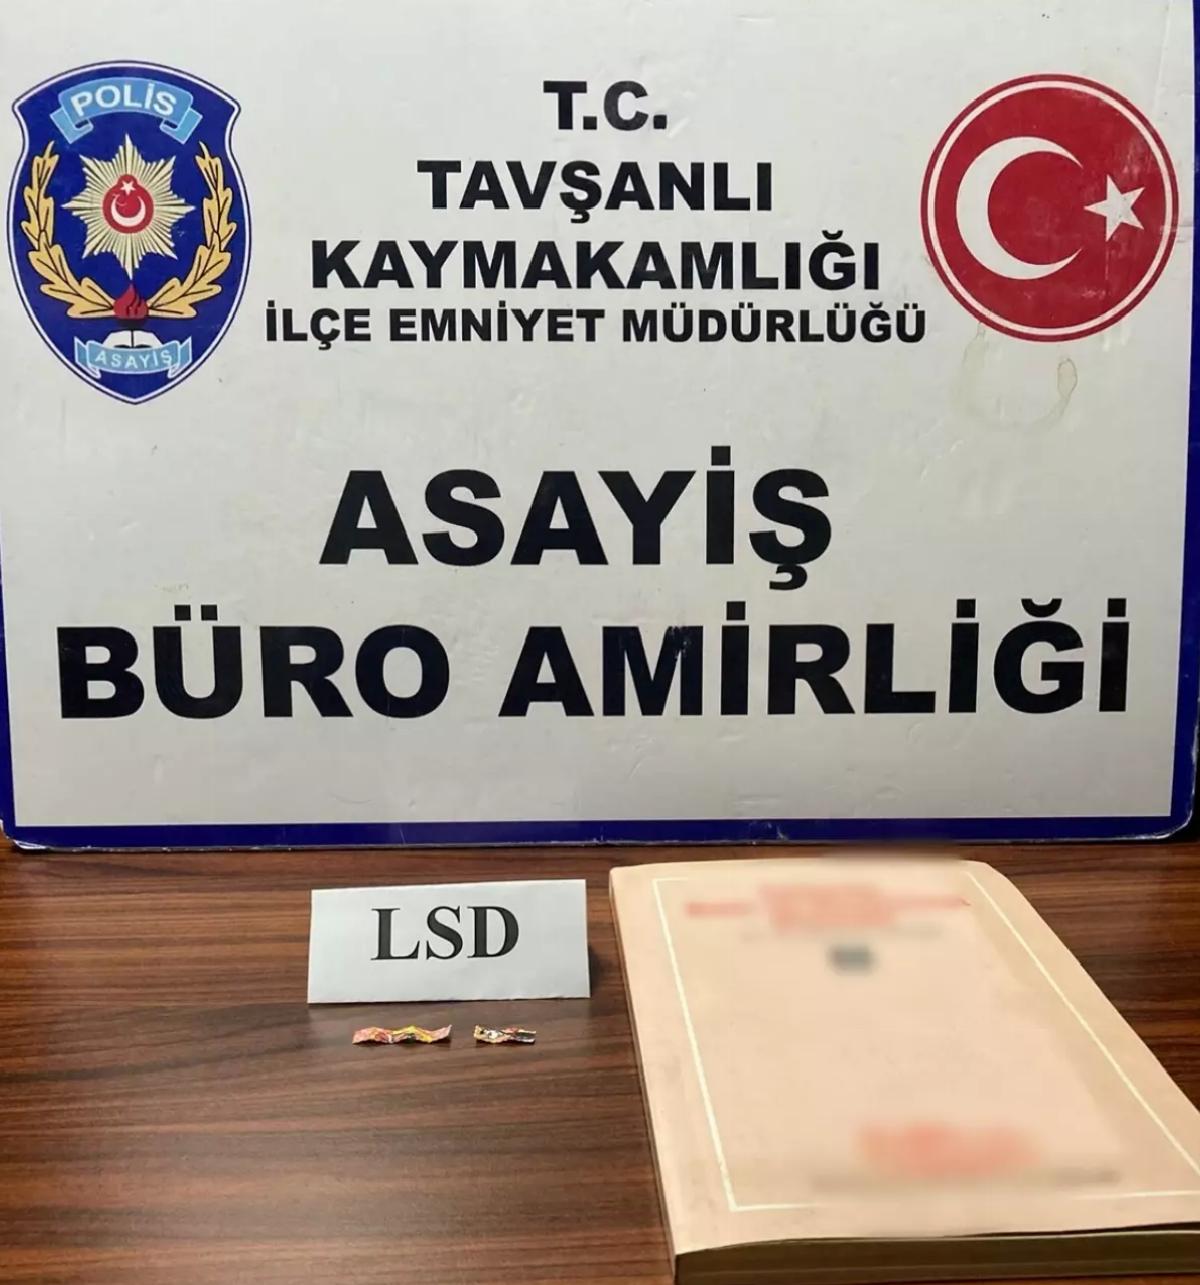 POLİS
ASAYİŞ
T.C.
TAVŞANLI
KAYMAKAMLIĞI
İLÇE EMNİYET MÜDÜRLÜĞÜ
ASAYİŞ
BÜRO AMİRLİĞİ
LSD